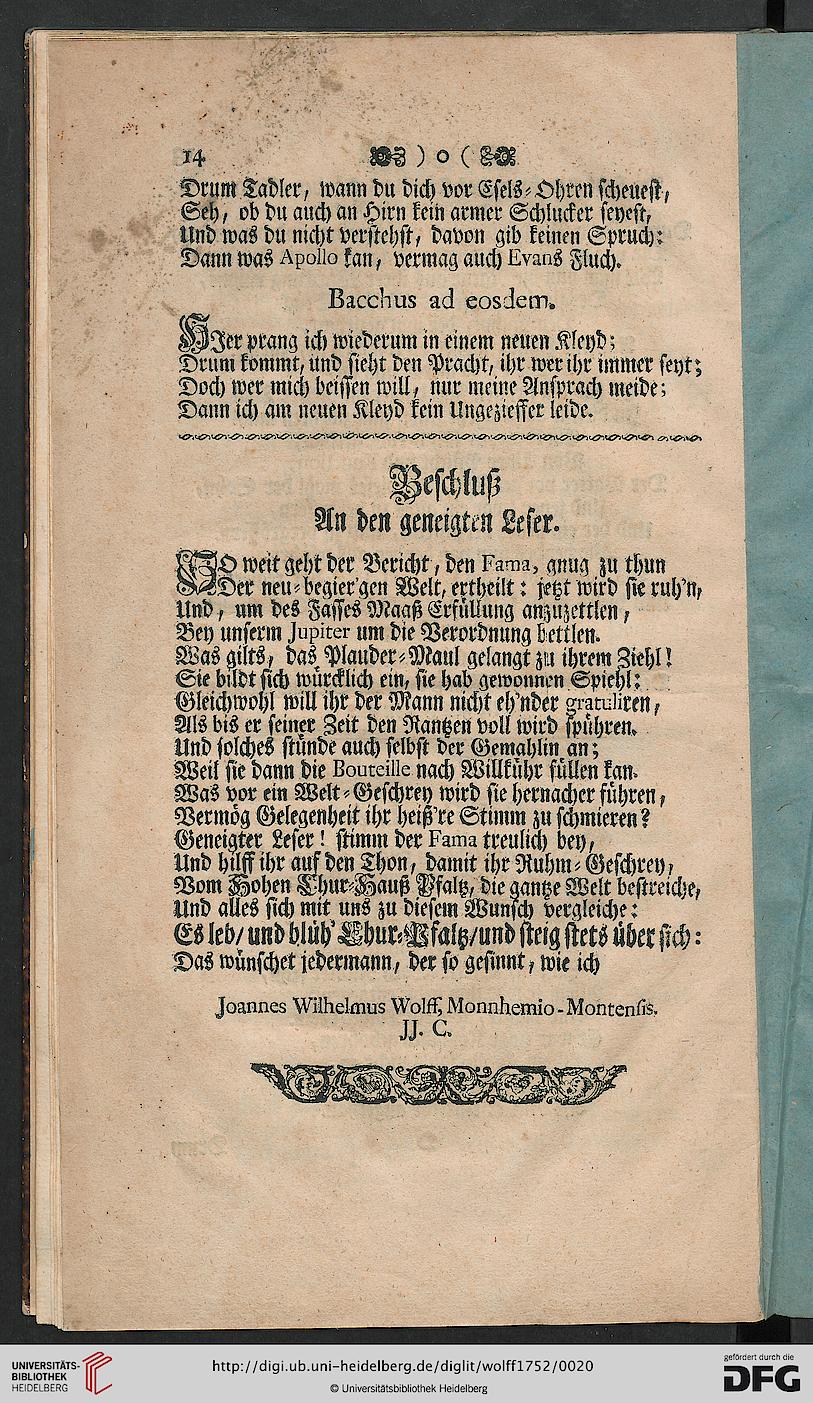 14 ) o (
Drum Tadler, wann du dich vor Esels-Ohren scheuest,
Seh, ob du auch an Hirn kein armer Schlucker seyest,
Und was du nicht verstehst, davon gib keinen Spruch:
Dann was Apollo kan, vermag auch Evans Fluch.
Bacchus ad eosdem.
HJer prang ich wiederum in einem neuen Kleyd;
Drum kommt, und sieht den Pracht, ihr wer ihr immer seyt;
Doch wer mich beissen will, nur meine Ansprach meide;
Dann ich am neuen Kleyd kein Ungezieffer leide.
Beschluß
An den geneigten Leser.
SO weit geht der Bericht, den Fama, gnug zu thun
Der neu-begier'gen Welt, ertheilt: jetzt wird sie ruh'n,
Und, um des Fasses Maaß Erfüllung anzuzettlen,
Bey unserm Jupiter um die Verordnung bettlen.
Was gilts, das Plauder-Maul gelangt zu ihrem Ziehl!
Sie bildt sich würcklich ein, sie hab gewonnen Spiehl:
Gleichwohl will ihr der Mann nicht eh'nder gratuliren,
Als bis er seiner Zeit den Rantzen voll wird spühren.
Und solches stünde auch selbst der Gemahlin an;
Weil sie dann die Bouteille nach Willkühr füllen kan.
Was vor ein Welt-Geschrey wird sie hernacher führen,
Vermög Gelegenheit ihr heiß're Stimm zu schmieren?
Geneigter Leser! stimm der Fama treulich bey,
Und hilff ihr auf den Thon, damit ihr Ruhm-Geschrey,
Vom Hohen Chur-Hauß Pfaltz, die gantze Welt bestreiche,
Und alles sich mit uns zu diesem Wunsch vergleiche:
Es leb/ und blüh' Chur-Pfaltz/und steig stets über sich:
Das wünschet jedermann, der so gesinnt, wie ich
Joannes Wilhelmus Wolff, Monnhemio-Montensis.
JJ. C.
UNIVERSITÄTS-
BIBLIOTHEK
HEIDELBERG
http://digi.ub.uni-heidelberg.de/diglit/wolff1752/0020
© Universitätsbibliothek Heidelberg
gefördert durch die
DFG